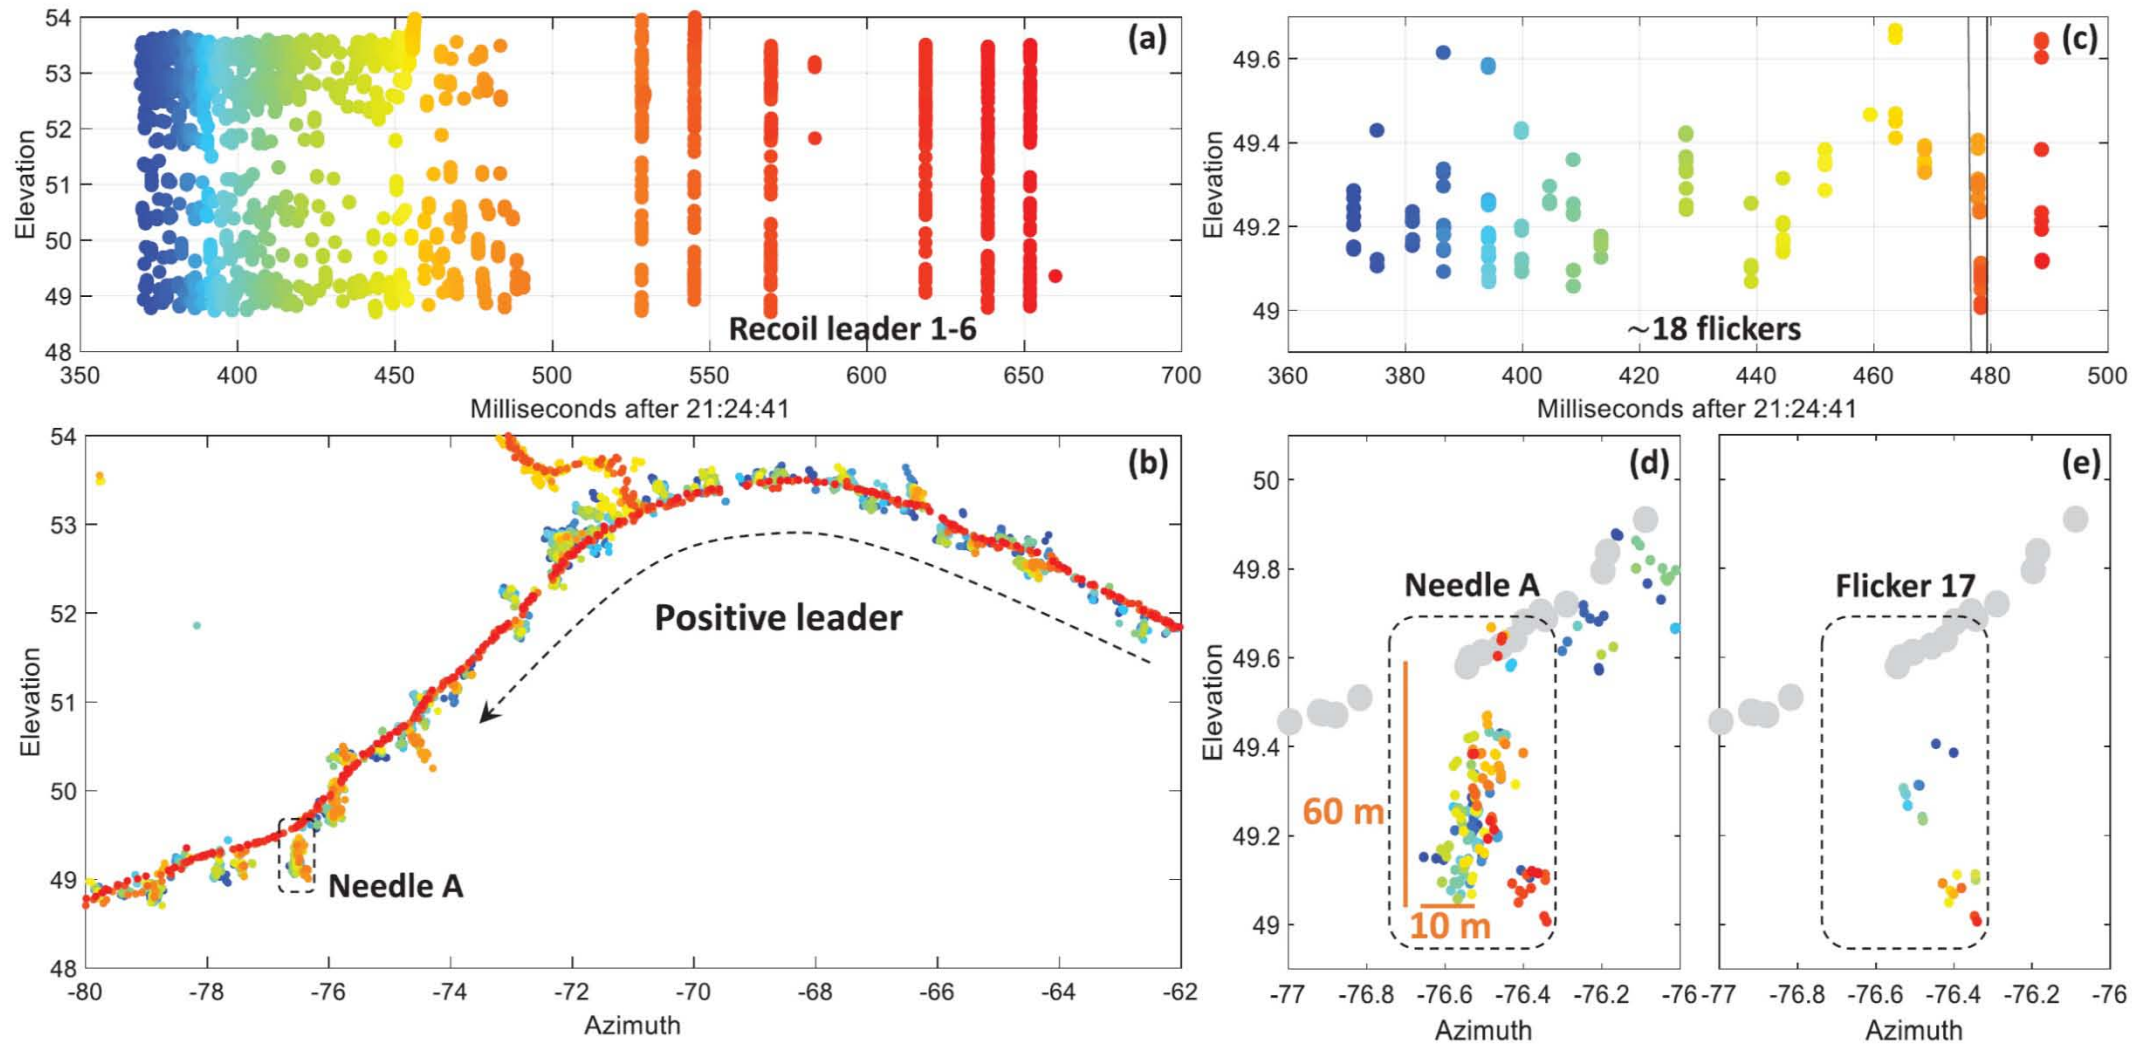 54
53
52
51
50
49
48
Elevation
(a)
Recoil leader 1-6
350 400 450 500 550 600 650 700
Milliseconds after 21:24:41
49.6
49.4
49.2
49
Elevation
(c)
~18 flickers
360 380 400 420 440 460 480 500
Milliseconds after 21:24:41
54
53
52
51
50
49
48
Elevation
(b)
Positive leader
Needle A
-80 -78 -76 -74 -72 -70 -68 -66 -64 -62
Azimuth
50
49.8
49.6
49.4
49.2
49
Elevation
(d)
Needle A
60 m
10 m
-77 -76.8 -76.6 -76.4 -76.2 -76
Azimuth
(e)
Flicker 17
-77 -76.8 -76.6 -76.4 -76.2 -76
Azimuth